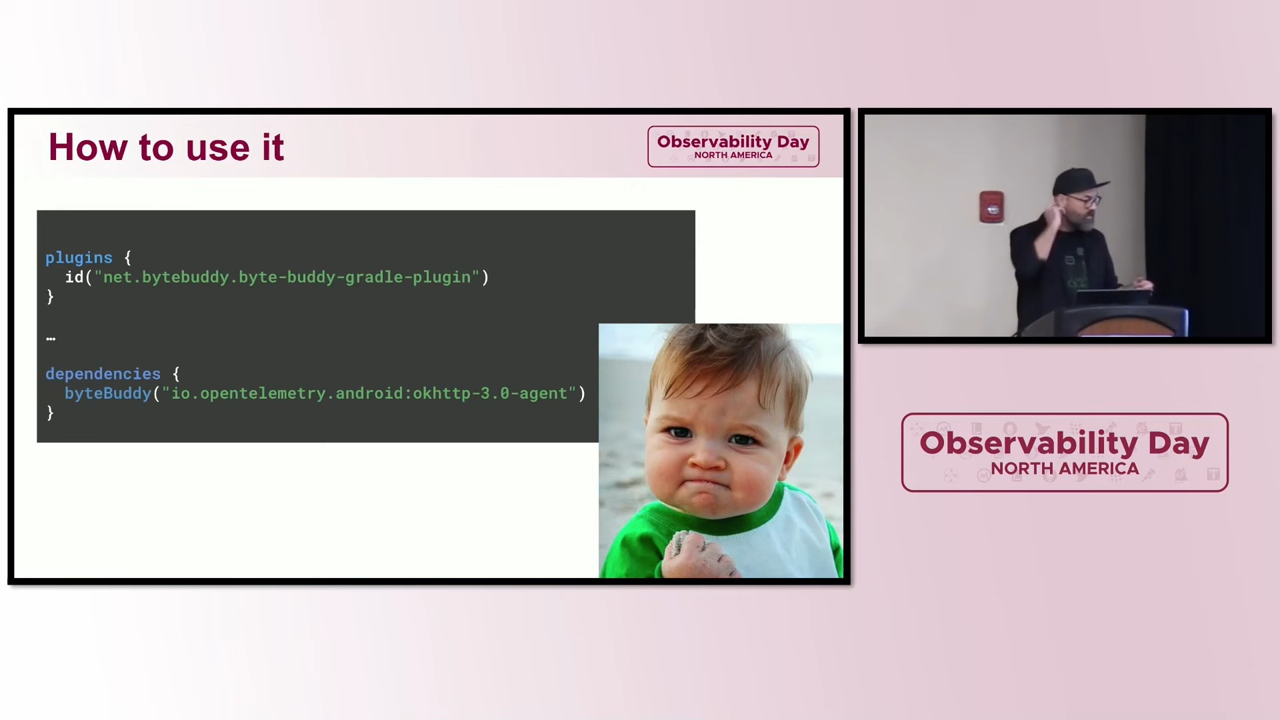 How to use it
Observability Day
NORTH AMERICA
plugins {
  id("net.bytebuddy.byte-buddy-gradle-plugin")
}
…
dependencies {
  byteBuddy("io.opentelemetry.android:okhttp-3.0-agent")
}
Observability Day
NORTH AMERICA